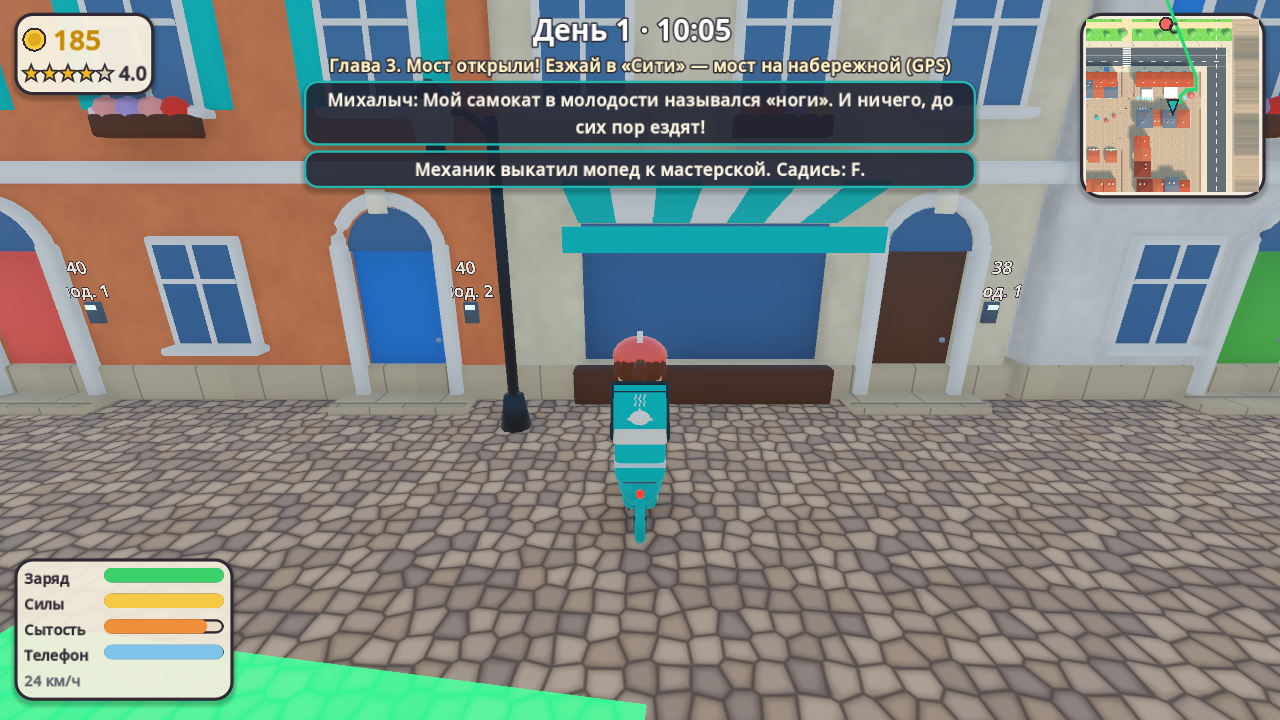 185
4.0
День 1 · 10:05
Глава 3. Мост открыли! Езжай в «Сити» — мост на набережной (GPS)
Михалыч: Мой самокат в молодости назывался «ноги». И ничего, до
сих пор ездят!
Механик выкатил мопед к мастерской. Садись: F.
40
од. 1
40
од. 2
38
од. 1
Заряд
Силы
Сытость
Телефон
24 км/ч